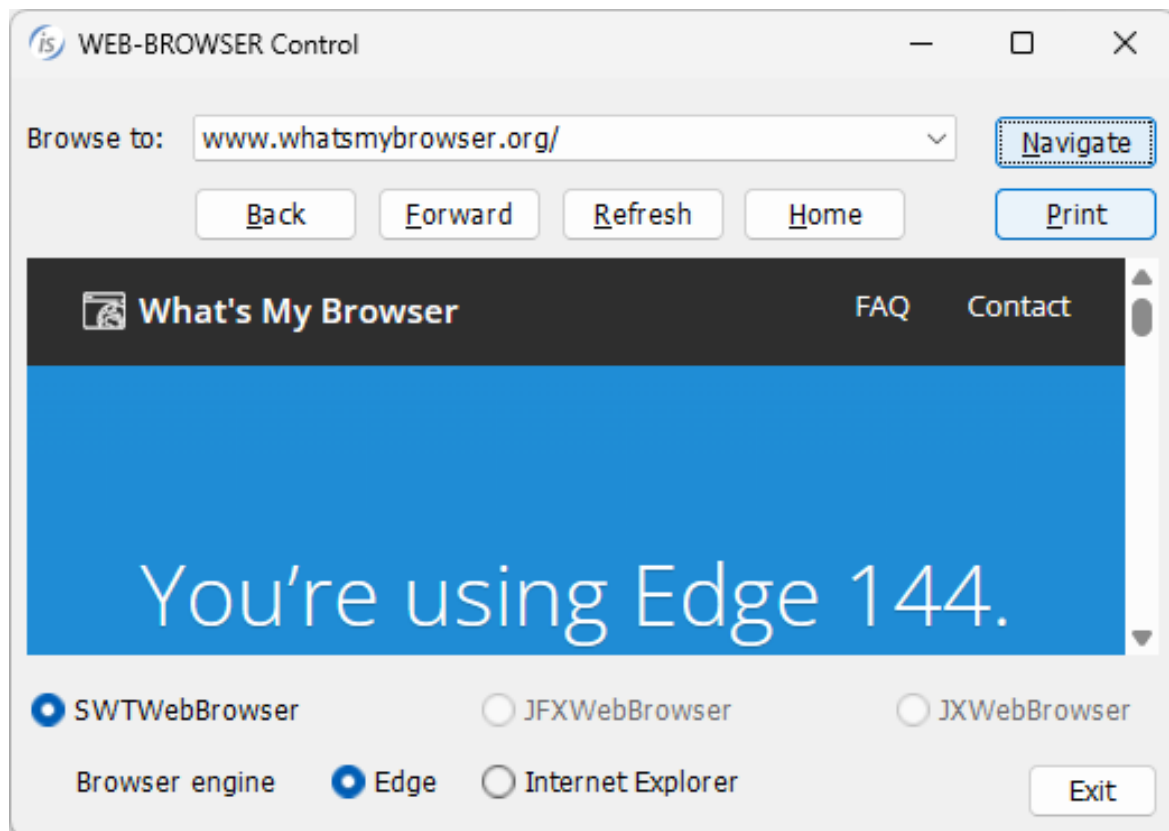 is WEB-BROWSER Control
Browse to: www.whatsmybrowser.org/ Navigate
Back Forward Refresh Home Print
What's My Browser FAQ Contact
You’re using Edge 144.
SWTWebBrowser JFXWebBrowser JXWebBrowser
Browser engine Edge Internet Explorer Exit